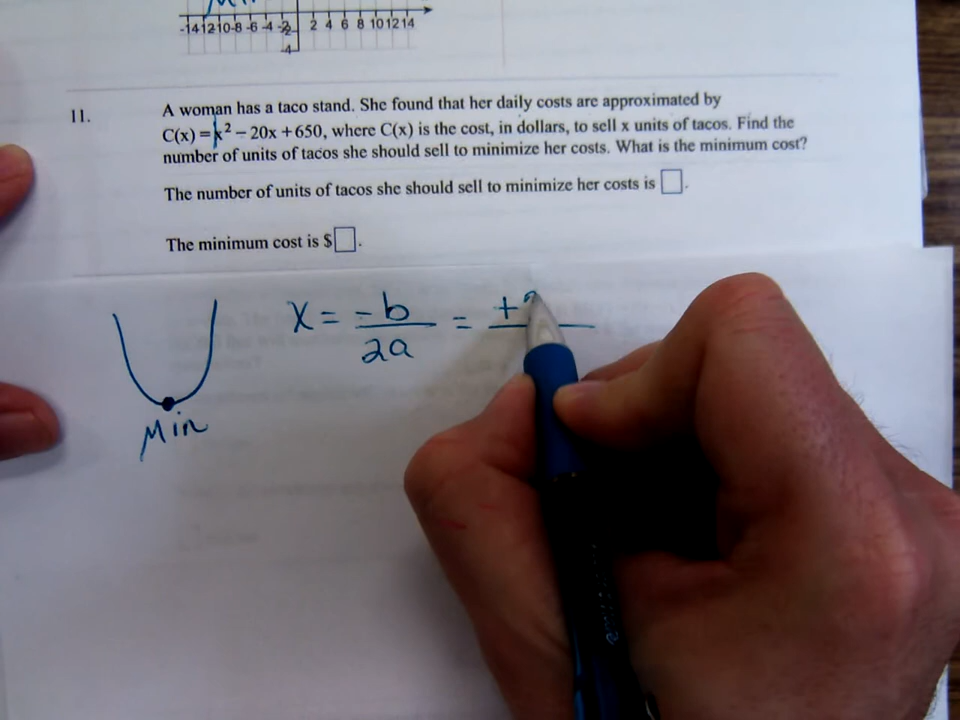 -14 12-10-8 -6 -4 -2 2 4 6 8 10 12 14
-4
11.
A woman has a taco stand. She found that her daily costs are approximated by
C(x) = x² − 20x + 650, where C(x) is the cost, in dollars, to sell x units of tacos. Find the
number of units of tacos she should sell to minimize her costs. What is the minimum cost?
The number of units of tacos she should sell to minimize her costs is □.
The minimum cost is $□.
x = -b/2a = +
Min